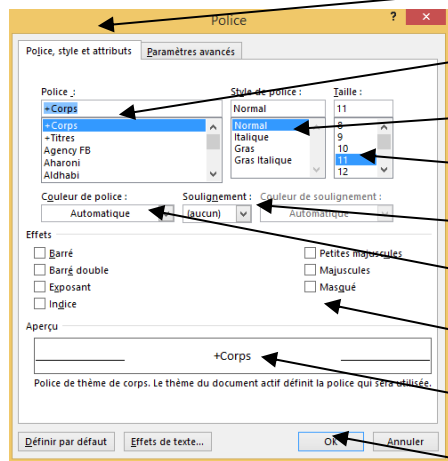 Police ? ×
Police, style et attributs Paramètres avancés
Police : Style de police : Taille :
+Corps Normal 11
+Corps Normal 8
+Titres Italique 9
Agency FB Gras 10
Aharoni Gras Italique 11
Aldhabi 12
Couleur de police : Soulignement : Couleur de soulignement :
Automatique (aucun) Automatique
Effets
Barré Petites majuscules
Barré double Majuscules
Exposant Masqué
Indice
Aperçu
+Corps
Police de thème de corps. Le thème du document actif définit la police qui sera utilisée.
Définir par défaut Effets de texte... OK Annuler